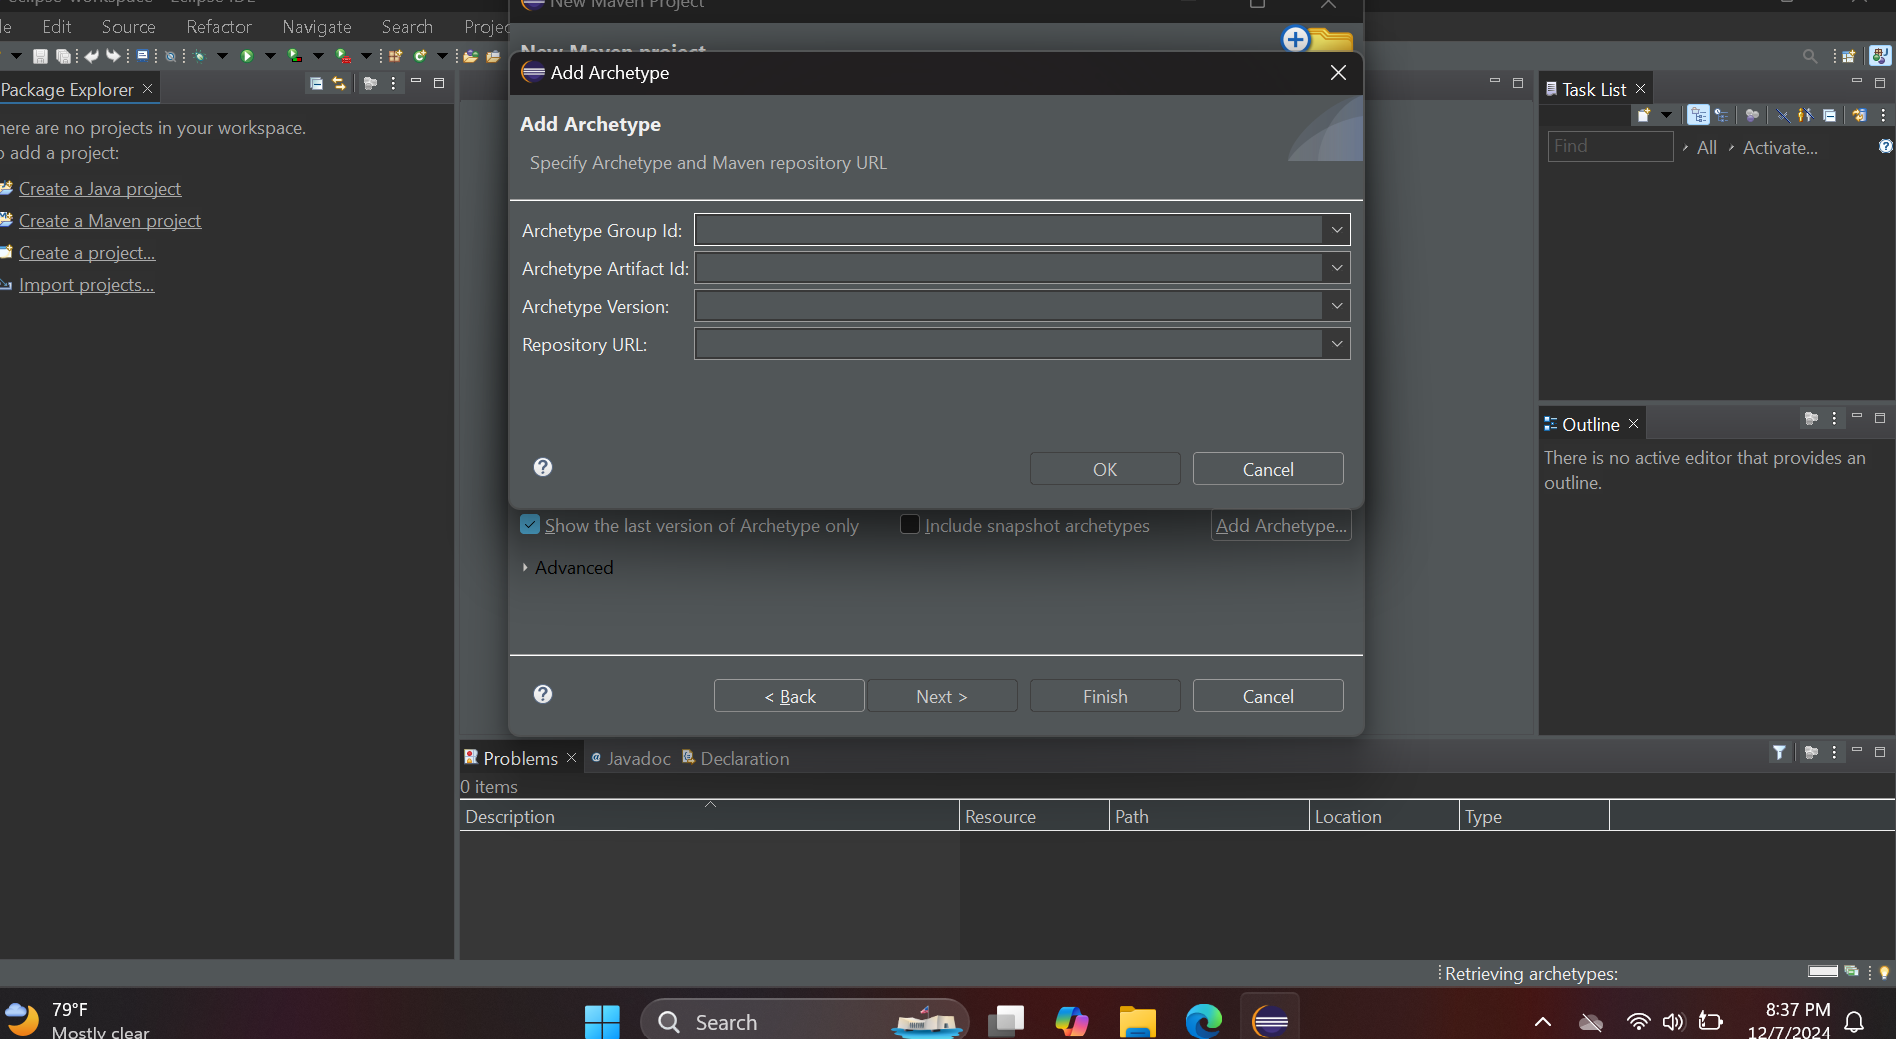 Edit Source Refactor Navigate Search
New Maven Project
New Maven project
Package Explorer
here are no projects in your workspace.
o add a project:
Create a Java project
Create a Maven project
Create a project...
Import projects...
Add Archetype
Add Archetype
Specify Archetype and Maven repository URL
Archetype Group Id:
Archetype Artifact Id:
Archetype Version:
Repository URL:
OK Cancel
Show the last version of Archetype only Include snapshot archetypes Add Archetype...
Advanced
< Back Next > Finish Cancel
Task List
Find All Activate...
Outline
There is no active editor that provides an
outline.
Problems Javadoc Declaration
0 items
Description Resource Path Location Type
Retrieving archetypes:
79°F
Mostly clear
Search
8:37 PM
12/7/2024